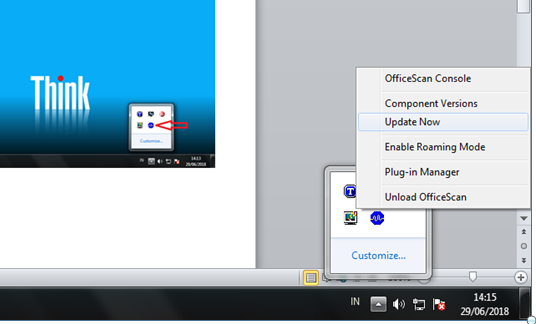 Think
Customize...
IN
14:13
29/06/2018
OfficeScan Console
Component Versions
Update Now
Enable Roaming Mode
Plug-in Manager
Unload OfficeScan
T
Customize...
IN
14:15
29/06/2018